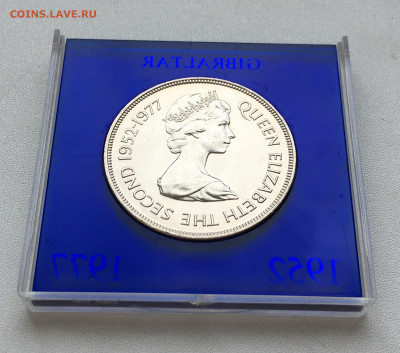 COINS.LAVE.RU
GIBRALTAR
QUEEN ELIZABETH THE SECOND 1952-1977
1977 1952